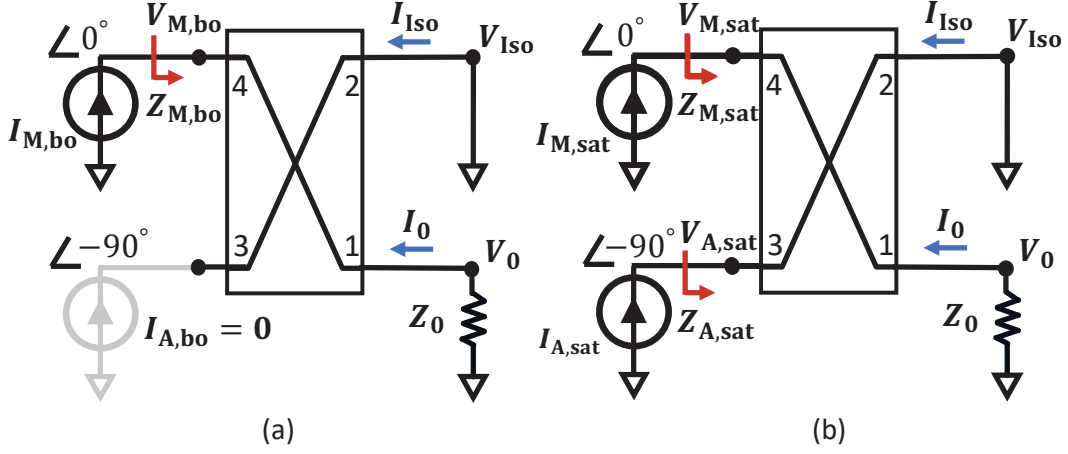 ∠0° V_M,bo I_Iso V_Iso
4 2
I_M,bo Z_M,bo
∠−90° I_0
3 1 V_0
I_A,bo = 0 Z_0
(a)
∠0° V_M,sat I_Iso V_Iso
4 2
I_M,sat Z_M,sat
∠−90° V_A,sat I_0
3 1 V_0
I_A,sat Z_A,sat Z_0
(b)